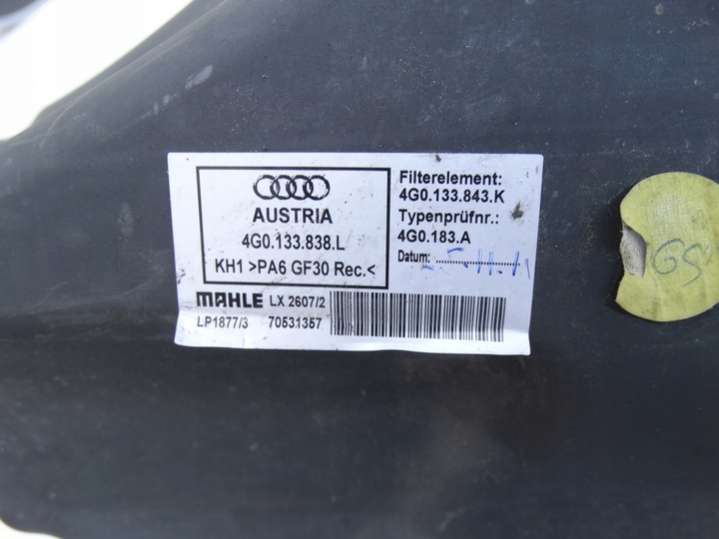 AUSTRIA
4G0.133.838.L
KH1 >PA6 GF30 Rec.<
Filterelement:
4G0.133.843.K
Typenprüfnr.:
4G0.183.A
Datum:
MAHLE LX 2607/2
LP1877/3 70531357
GS